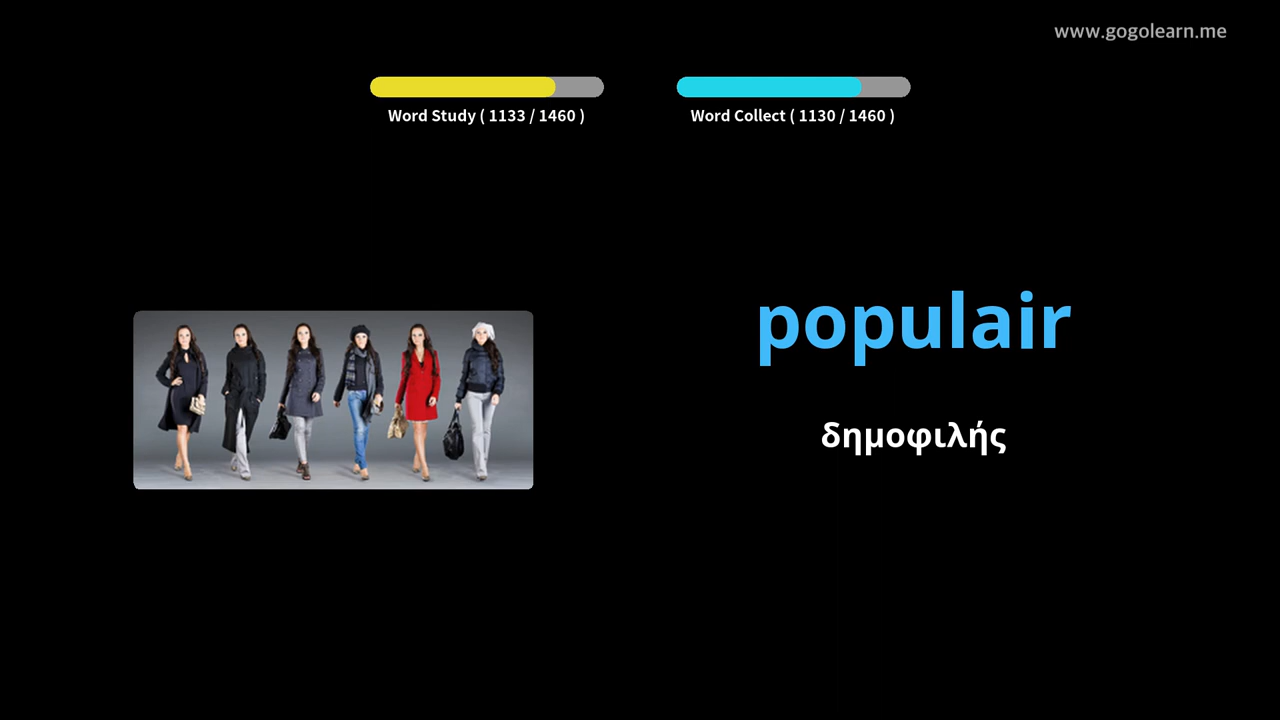 www.gogolearn.me
Word Study ( 1133 / 1460 )
Word Collect ( 1130 / 1460 )
populair
δημοφιλής